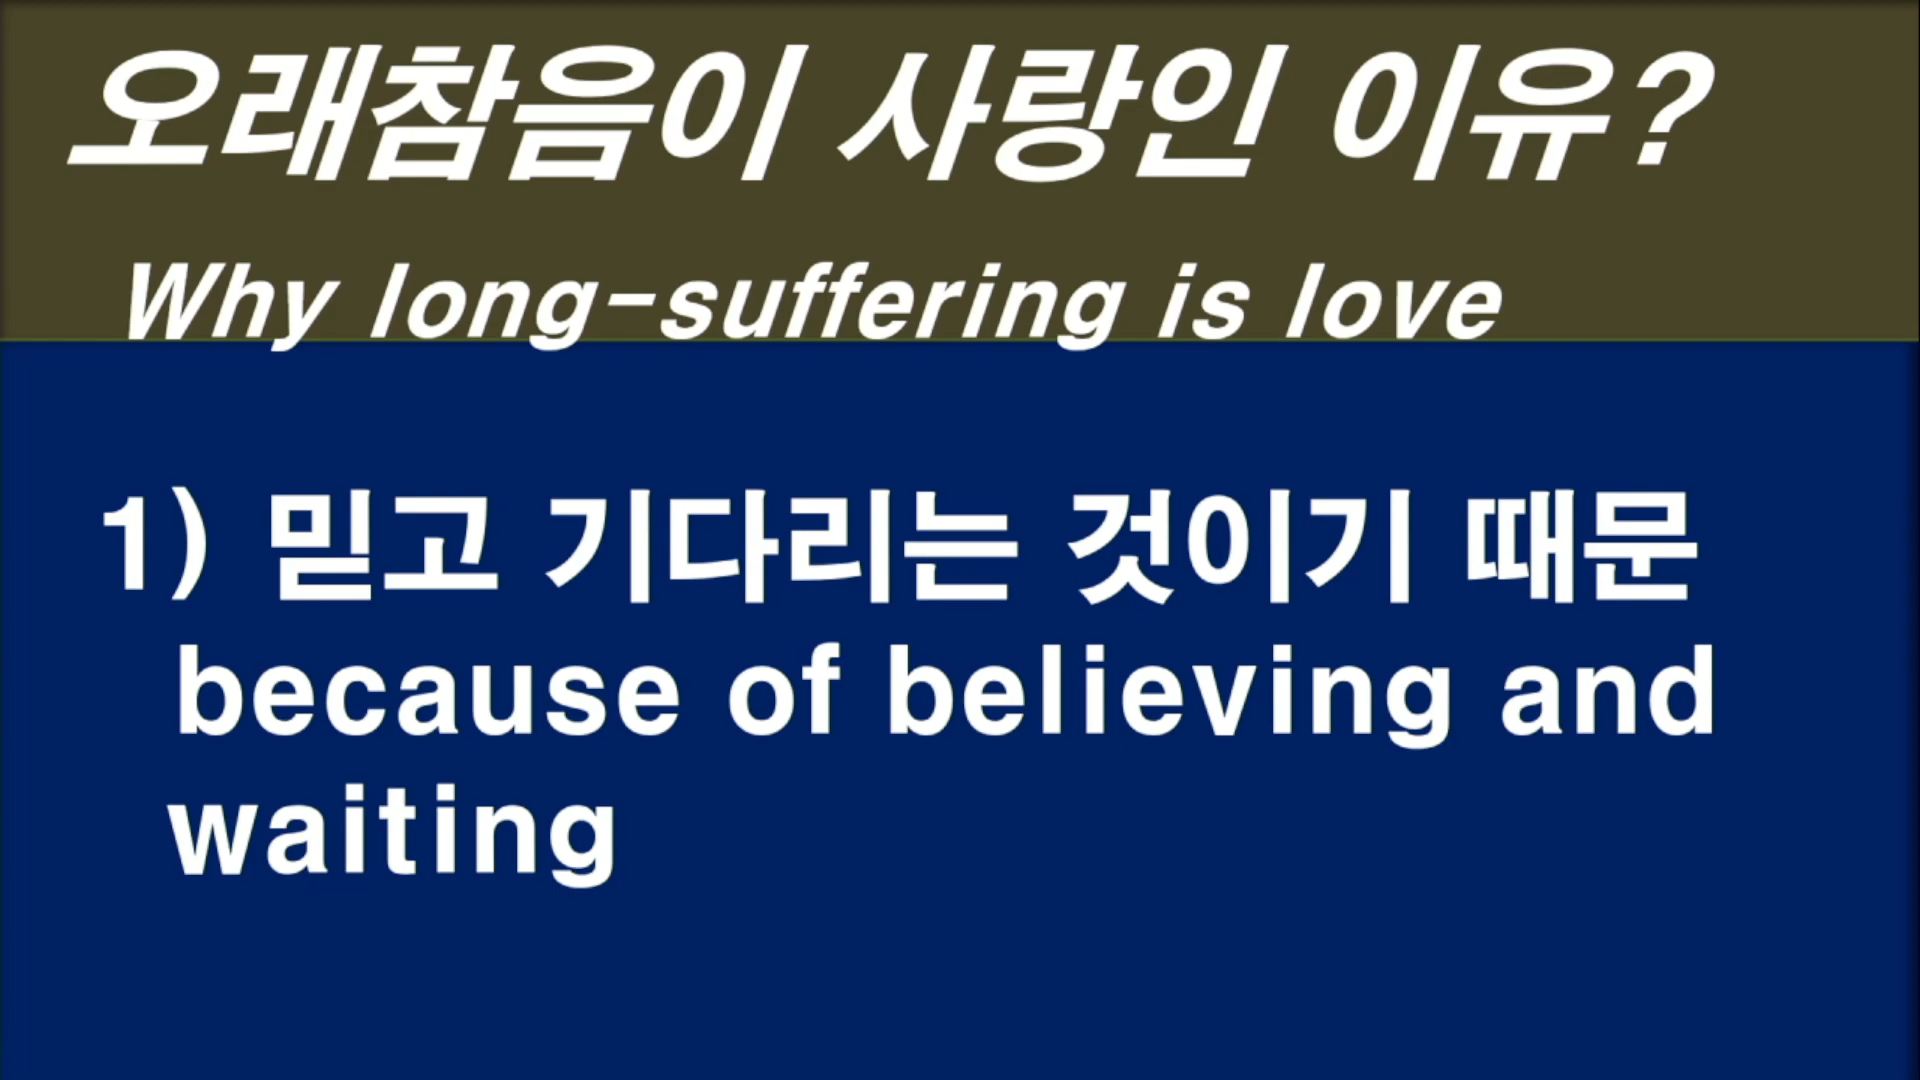 오래참음이 사랑인 이유?
Why long-suffering is love
1) 믿고 기다리는 것이기 때문
because of believing and
waiting